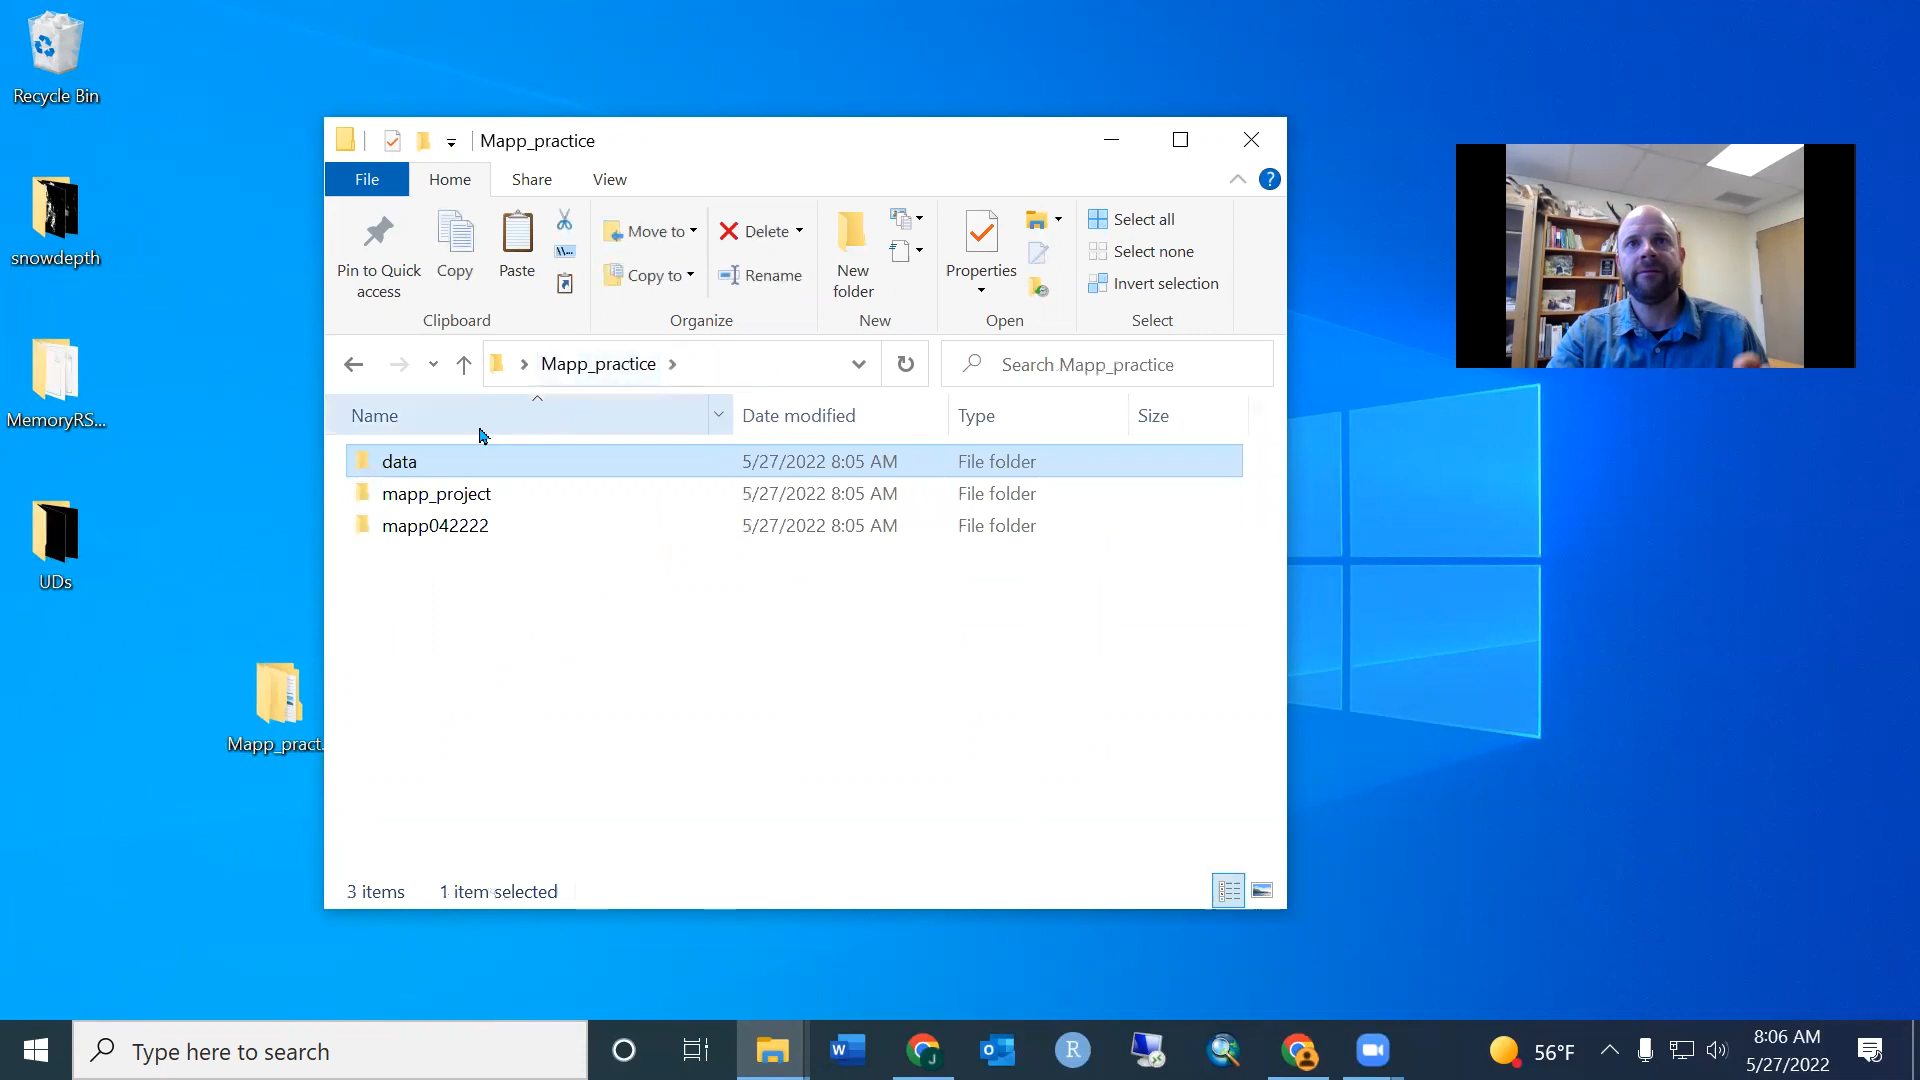 Recycle Bin
snowdepth
MemoryRS...
UDs
Mapp_pract.
Mapp_practice
File Home Share View
Pin to Quick access
Copy
Paste
Clipboard
Move to
Copy to
Delete
Rename
Organize
New folder
New
Properties
Open
Select all
Select none
Invert selection
Select
Mapp_practice
Search Mapp_practice
Name Date modified Type Size
data 5/27/2022 8:05 AM File folder
mapp_project 5/27/2022 8:05 AM File folder
mapp042222 5/27/2022 8:05 AM File folder
3 items 1 item selected
Type here to search
56°F
8:06 AM
5/27/2022